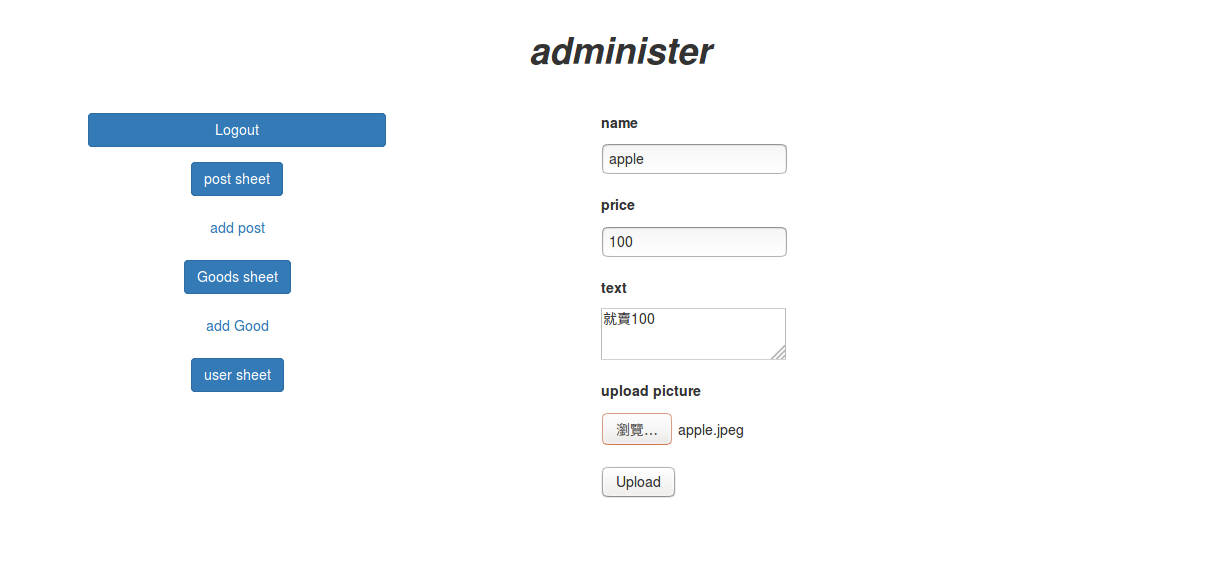 administer
Logout
post sheet
add post
Goods sheet
add Good
user sheet
name
apple
price
100
text
就賣100
upload picture
瀏覽… apple.jpeg
Upload